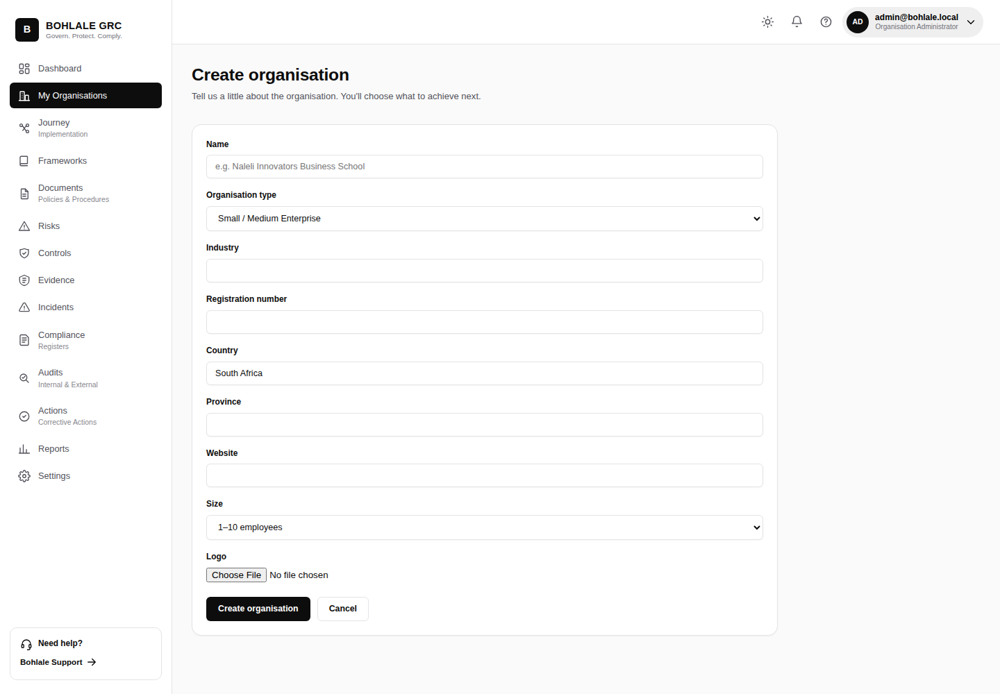 B
BOHLALE GRC
Govern. Protect. Comply.
Dashboard
My Organisations
Journey
Implementation
Frameworks
Documents
Policies & Procedures
Risks
Controls
Evidence
Incidents
Compliance
Registers
Audits
Internal & External
Actions
Corrective Actions
Reports
Settings
Need help?
Bohlale Support
AD
admin@bohlale.local
Organisation Administrator
Create organisation
Tell us a little about the organisation. You'll choose what to achieve next.
Name
e.g. Naleli Innovators Business School
Organisation type
Small / Medium Enterprise
Industry
Registration number
Country
South Africa
Province
Website
Size
1–10 employees
Logo
Choose File No file chosen
Create organisation Cancel